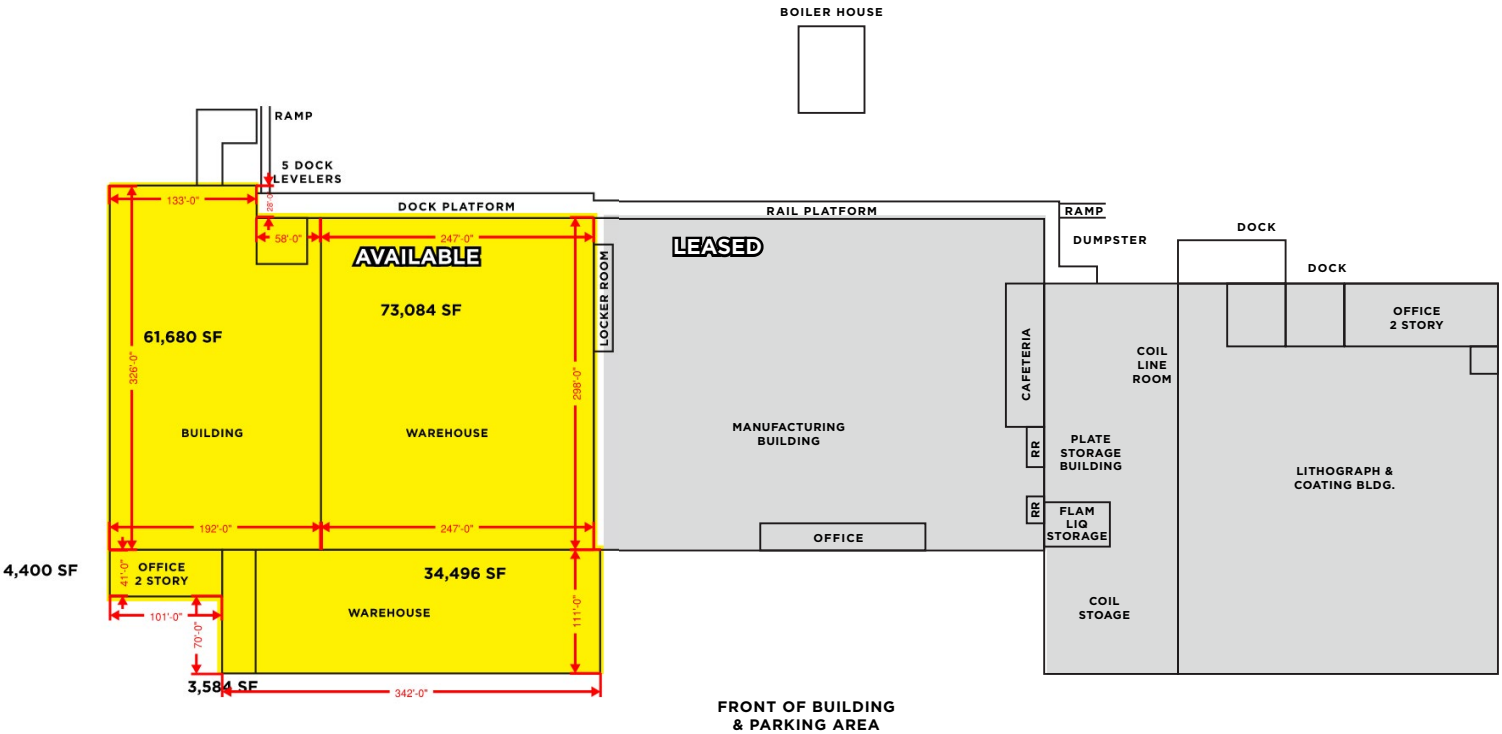 BOILER HOUSE
RAMP
5 DOCK
LEVELERS
133'-0"
28'-0"
DOCK PLATFORM
RAIL PLATFORM
RAMP
58'-0"
247'-0"
AVAILABLE
LEASED
DUMPSTER
DOCK
DOCK
LOCKER ROOM
73,084 SF
61,680 SF
326'-0"
298'-0"
CAFETERIA
OFFICE
2 STORY
COIL
LINE
ROOM
BUILDING
WAREHOUSE
MANUFACTURING
BUILDING
RR
PLATE
STORAGE
BUILDING
LITHOGRAPH &
COATING BLDG.
192'-0"
247'-0"
OFFICE
RR
FLAM
LIQ
STORAGE
4,400 SF
41'-0"
OFFICE
2 STORY
34,496 SF
101'-0"
70'-0"
WAREHOUSE
111'-0"
COIL
STOAGE
3,584 SF
342'-0"
FRONT OF BUILDING
& PARKING AREA